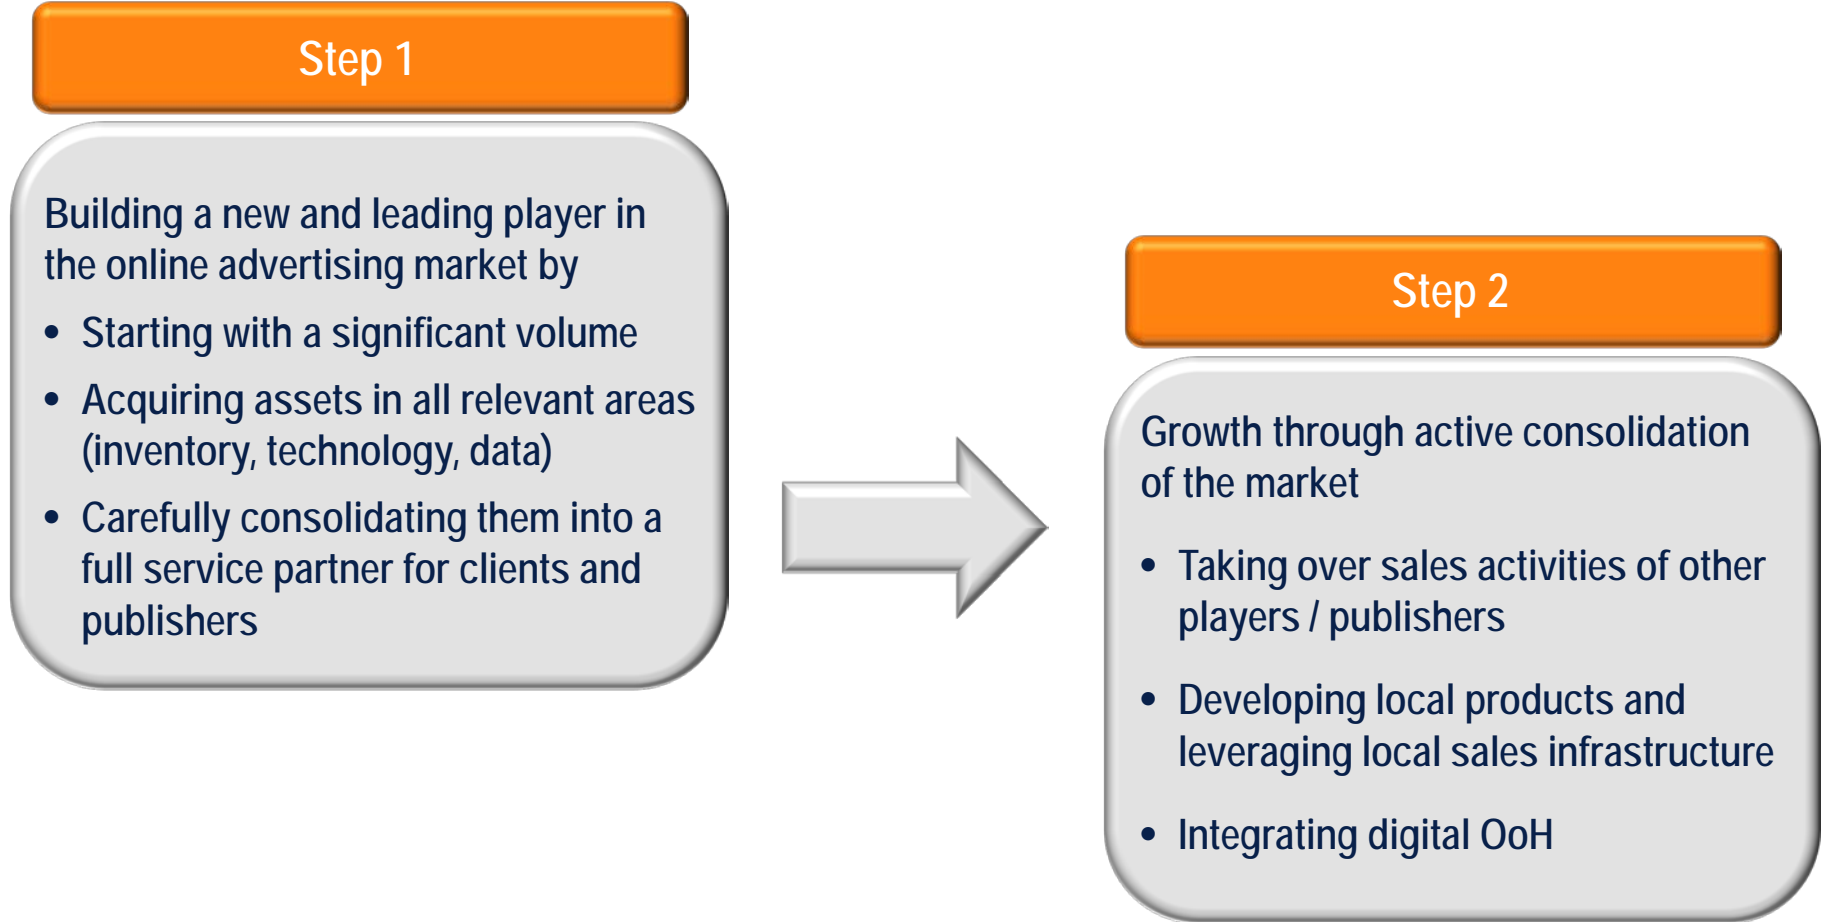 Step 1
Building a new and leading player in
the online advertising market by
• Starting with a significant volume
• Acquiring assets in all relevant areas
(inventory, technology, data)
• Carefully consolidating them into a
full service partner for clients and
publishers
Step 2
Growth through active consolidation
of the market
• Taking over sales activities of other
players / publishers
• Developing local products and
leveraging local sales infrastructure
• Integrating digital OoH